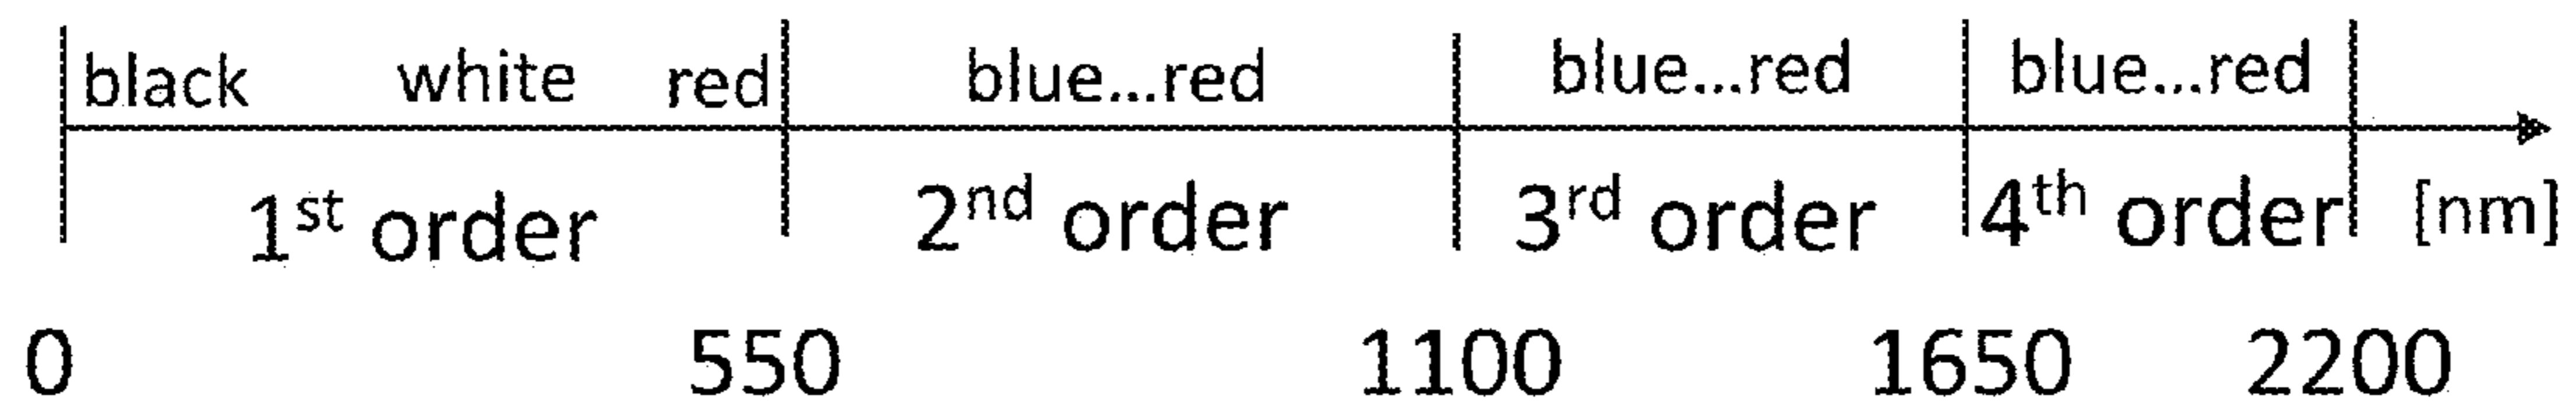 black white red blue...red blue...red blue...red
1st order 2nd order 3rd order 4th order [nm]
0 550 1100 1650 2200